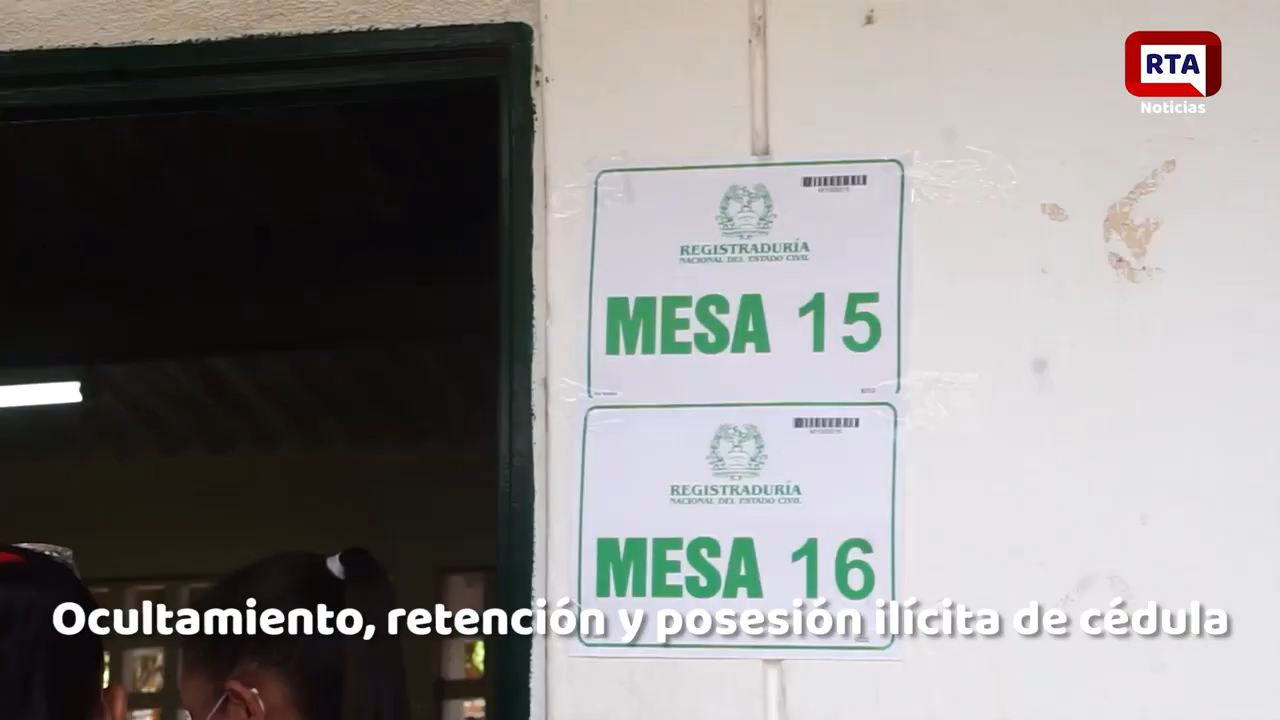 RTA
Noticias
REGISTRADURÍA
NACIONAL DEL ESTADO CIVIL
MESA 15
REGISTRADURÍA
NACIONAL DEL ESTADO CIVIL
MESA 16
Ocultamiento, retención y posesión ilícita de cédula